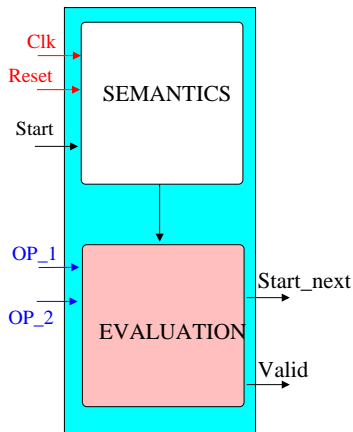 Clk
Reset
SEMANTICS
Start
OP_1
Start_next
OP_2
EVALUATION
Valid